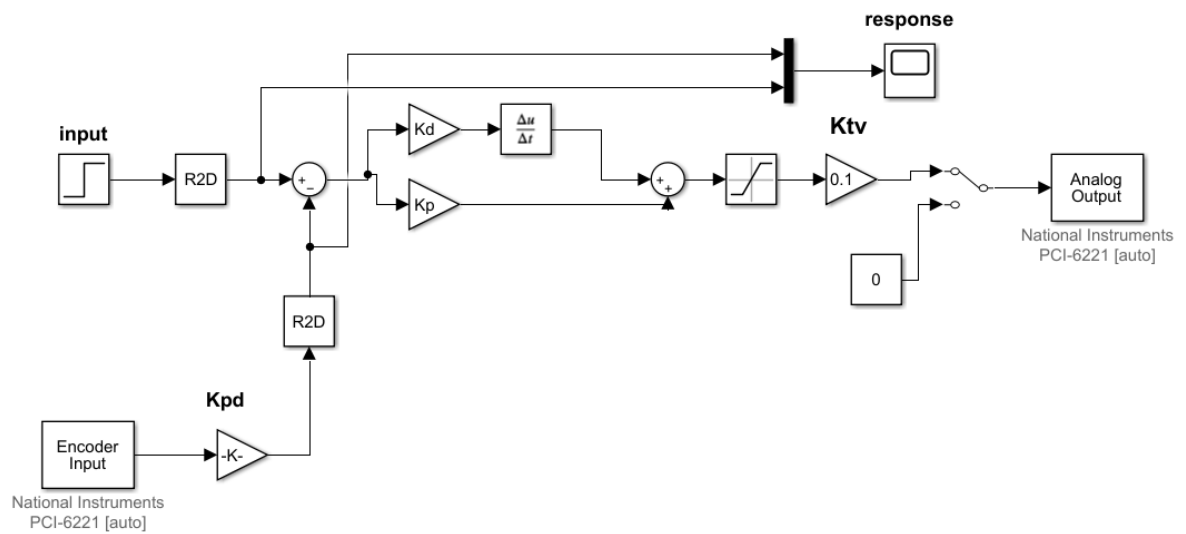 response
input
Kd
Δu
Δt
Ktv
R2D
+
−
Kp
+
+
0.1
Analog
Output
National Instruments
PCI-6221 [auto]
0
R2D
Kpd
Encoder
Input
-K-
National Instruments
PCI-6221 [auto]